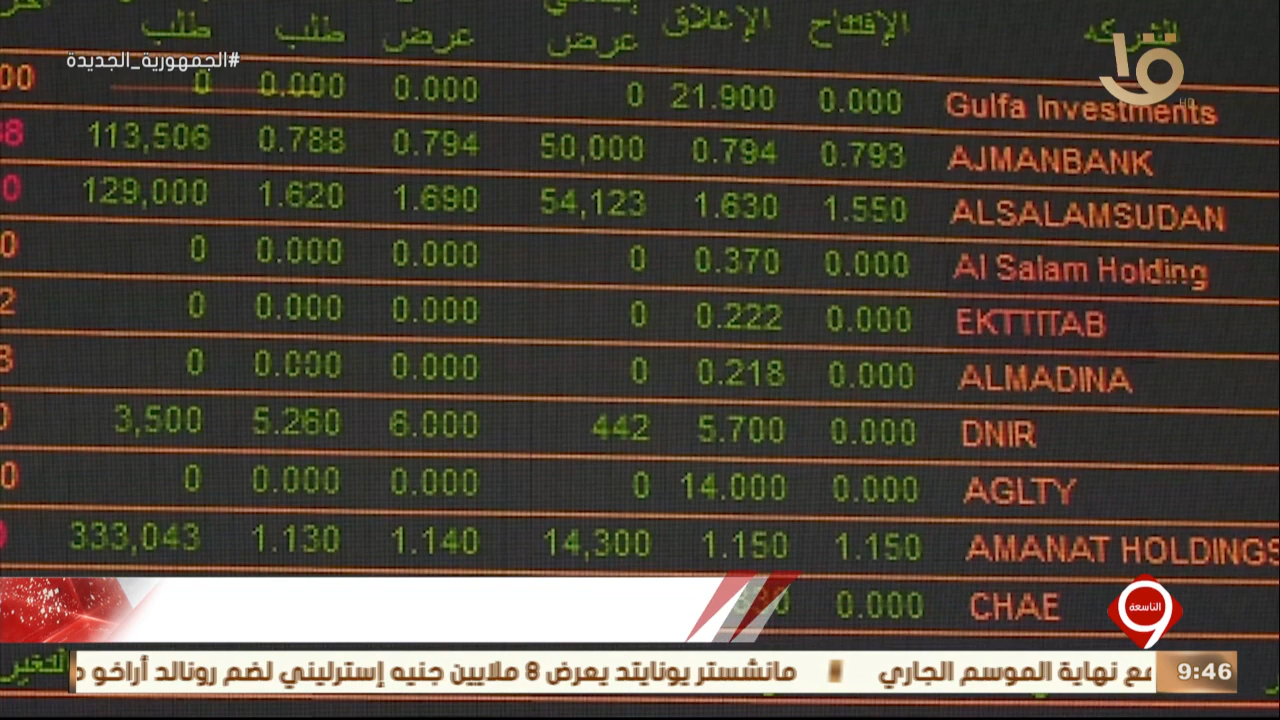 طلب طلب عرض عرض الإغلاق الإفتتاح الشركه
#الجمهورية_الجديدة
HD
00 0 0.000 0.000 0 21.900 0.000 Gulfa Investments
113,506 0.788 0.794 50,000 0.794 0.793 AJMANBANK
129,000 1.620 1.690 54,123 1.630 1.550 ALSALAMSUDAN
0 0.000 0.000 0 0.370 0.000 Al Salam Holding
0 0.000 0.000 0 0.222 0.000 EKTTITAB
0 0.000 0.000 0 0.218 0.000 ALMADINA
3,500 5.260 6.000 442 5.700 0.000 DNIR
0 0.000 0.000 0 14.000 0.000 AGLTY
333,043 1.130 1.140 14,300 1.150 1.150 AMANAT HOLDINGS
0.000 CHAE
التاسعة
9
9:46 مع نهاية الموسم الجاري مانشستر يونايتد يعرض 8 ملايين جنيه إسترليني لضم رونالد أراخو